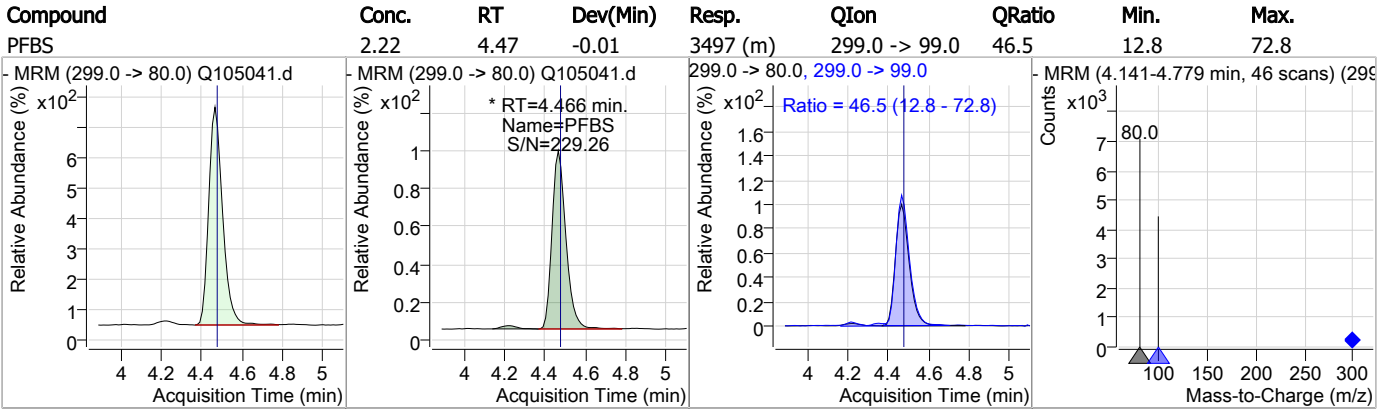 Compound Conc. RT Dev(Min) Resp. QIon QRatio Min. Max.
PFBS 2.22 4.47 -0.01 3497 (m) 299.0 -> 99.0 46.5 12.8 72.8
- MRM (299.0 -> 80.0) Q105041.d
Relative Abundance (%)
x10²
6
5
4
3
2
1
0
4 4.2 4.4 4.6 4.8 5
Acquisition Time (min)
- MRM (299.0 -> 80.0) Q105041.d
Relative Abundance (%)
x10²
* RT=4.466 min.
Name=PFBS
S/N=229.26
1
0.8
0.6
0.4
0.2
0
4 4.2 4.4 4.6 4.8 5
Acquisition Time (min)
299.0 -> 80.0, 299.0 -> 99.0
Relative Abundance (%)
x10²
Ratio = 46.5 (12.8 - 72.8)
1.6
1.4
1.2
1
0.8
0.6
0.4
0.2
0
4 4.2 4.4 4.6 4.8 5
Acquisition Time (min)
- MRM (4.141-4.779 min, 46 scans) (299
Counts
x10³
80.0
7
6
5
4
3
2
1
0
100 150 200 250 300
Mass-to-Charge (m/z)